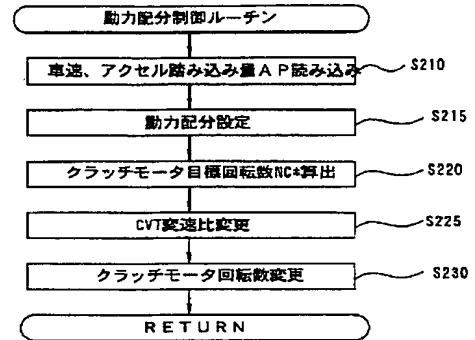 動力配分制御ルーチン
車速、アクセル踏み込み量AP読み込み
S210
動力配分設定
S215
クラッチモータ目標回転数NC*算出
S220
CVT変速比変更
S225
クラッチモータ回転数変更
S230
RETURN